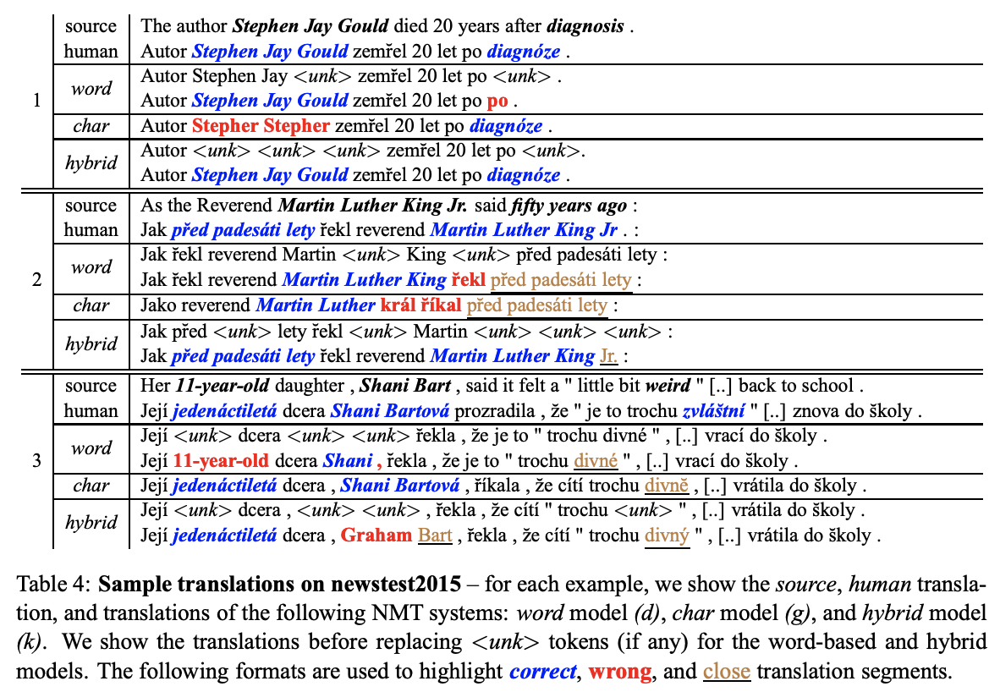 source The author Stephen Jay Gould died 20 years after diagnosis .
human Autor Stephen Jay Gould zemřel 20 let po diagnóze .
word Autor Stephen Jay <unk> zemřel 20 let po <unk> .
Autor Stephen Jay Gould zemřel 20 let po po .
1
char Autor Stepher Stepher zemřel 20 let po diagnóze .
hybrid Autor <unk> <unk> <unk> zemřel 20 let po <unk>.
Autor Stephen Jay Gould zemřel 20 let po diagnóze .
source As the Reverend Martin Luther King Jr. said fifty years ago :
human Jak před padesáti lety řekl reverend Martin Luther King Jr . :
word Jak řekl reverend Martin <unk> King <unk> před padesáti lety :
2 Jak řekl reverend Martin Luther King řekl před padesáti lety :
char Jako reverend Martin Luther král říkal před padesáti lety :
hybrid Jak před <unk> lety řekl <unk> Martin <unk> <unk> <unk> :
Jak před padesáti lety řekl reverend Martin Luther King Jr. :
source Her 11-year-old daughter , Shani Bart , said it felt a " little bit weird " [..] back to school .
human Její jedenáctiletá dcera Shani Bartová prozradila , že " je to trochu zvláštní " [..] znova do školy .
word Její <unk> dcera <unk> <unk> řekla , že je to " trochu divné " , [..] vrací do školy .
3 Její 11-year-old dcera Shani , řekla , že je to " trochu divné " , [..] vrací do školy .
char Její jedenáctiletá dcera , Shani Bartová , říkala , že cítí trochu divně , [..] vrátila do školy .
hybrid Její <unk> dcera , <unk> <unk> , řekla , že cítí " trochu <unk> " , [..] vrátila do školy .
Její jedenáctiletá dcera , Graham Bart , řekla , že cítí " trochu divný " , [..] vrátila do školy .
Table 4: Sample translations on newstest2015 – for each example, we show the source, human transla-
tion, and translations of the following NMT systems: word model (d), char model (g), and hybrid model
(k). We show the translations before replacing <unk> tokens (if any) for the word-based and hybrid
models. The following formats are used to highlight correct, wrong, and close translation segments.